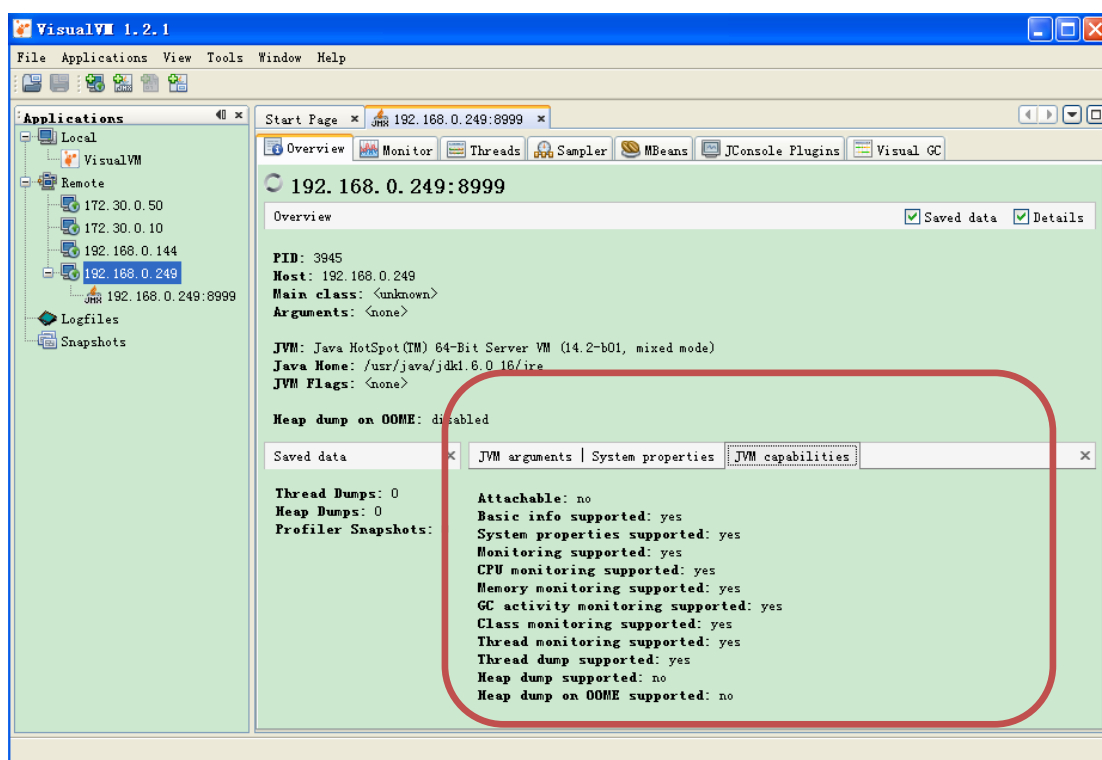 VisualVM 1.2.1
File Applications View Tools Window Help
Applications
Local
VisualVM
Remote
172.30.0.50
172.30.0.10
192.168.0.144
192.168.0.249
JMX 192.168.0.249:8999
Logfiles
Snapshots
Start Page JMX 192.168.0.249:8999
Overview Monitor Threads Sampler MBeans JConsole Plugins Visual GC
192.168.0.249:8999
Overview Saved data Details
PID: 3945
Host: 192.168.0.249
Main class: <unknown>
Arguments: <none>
JVM: Java HotSpot(TM) 64-Bit Server VM (14.2-b01, mixed mode)
Java Home: /usr/java/jdk1.6.0_16/jre
JVM Flags: <none>
Heap dump on OOME: disabled
Saved data
Thread Dumps: 0
Heap Dumps: 0
Profiler Snapshots:
JVM arguments System properties JVM capabilities
Attachable: no
Basic info supported: yes
System properties supported: yes
Monitoring supported: yes
CPU monitoring supported: yes
Memory monitoring supported: yes
GC activity monitoring supported: yes
Class monitoring supported: yes
Thread monitoring supported: yes
Thread dump supported: yes
Heap dump supported: no
Heap dump on OOME supported: no